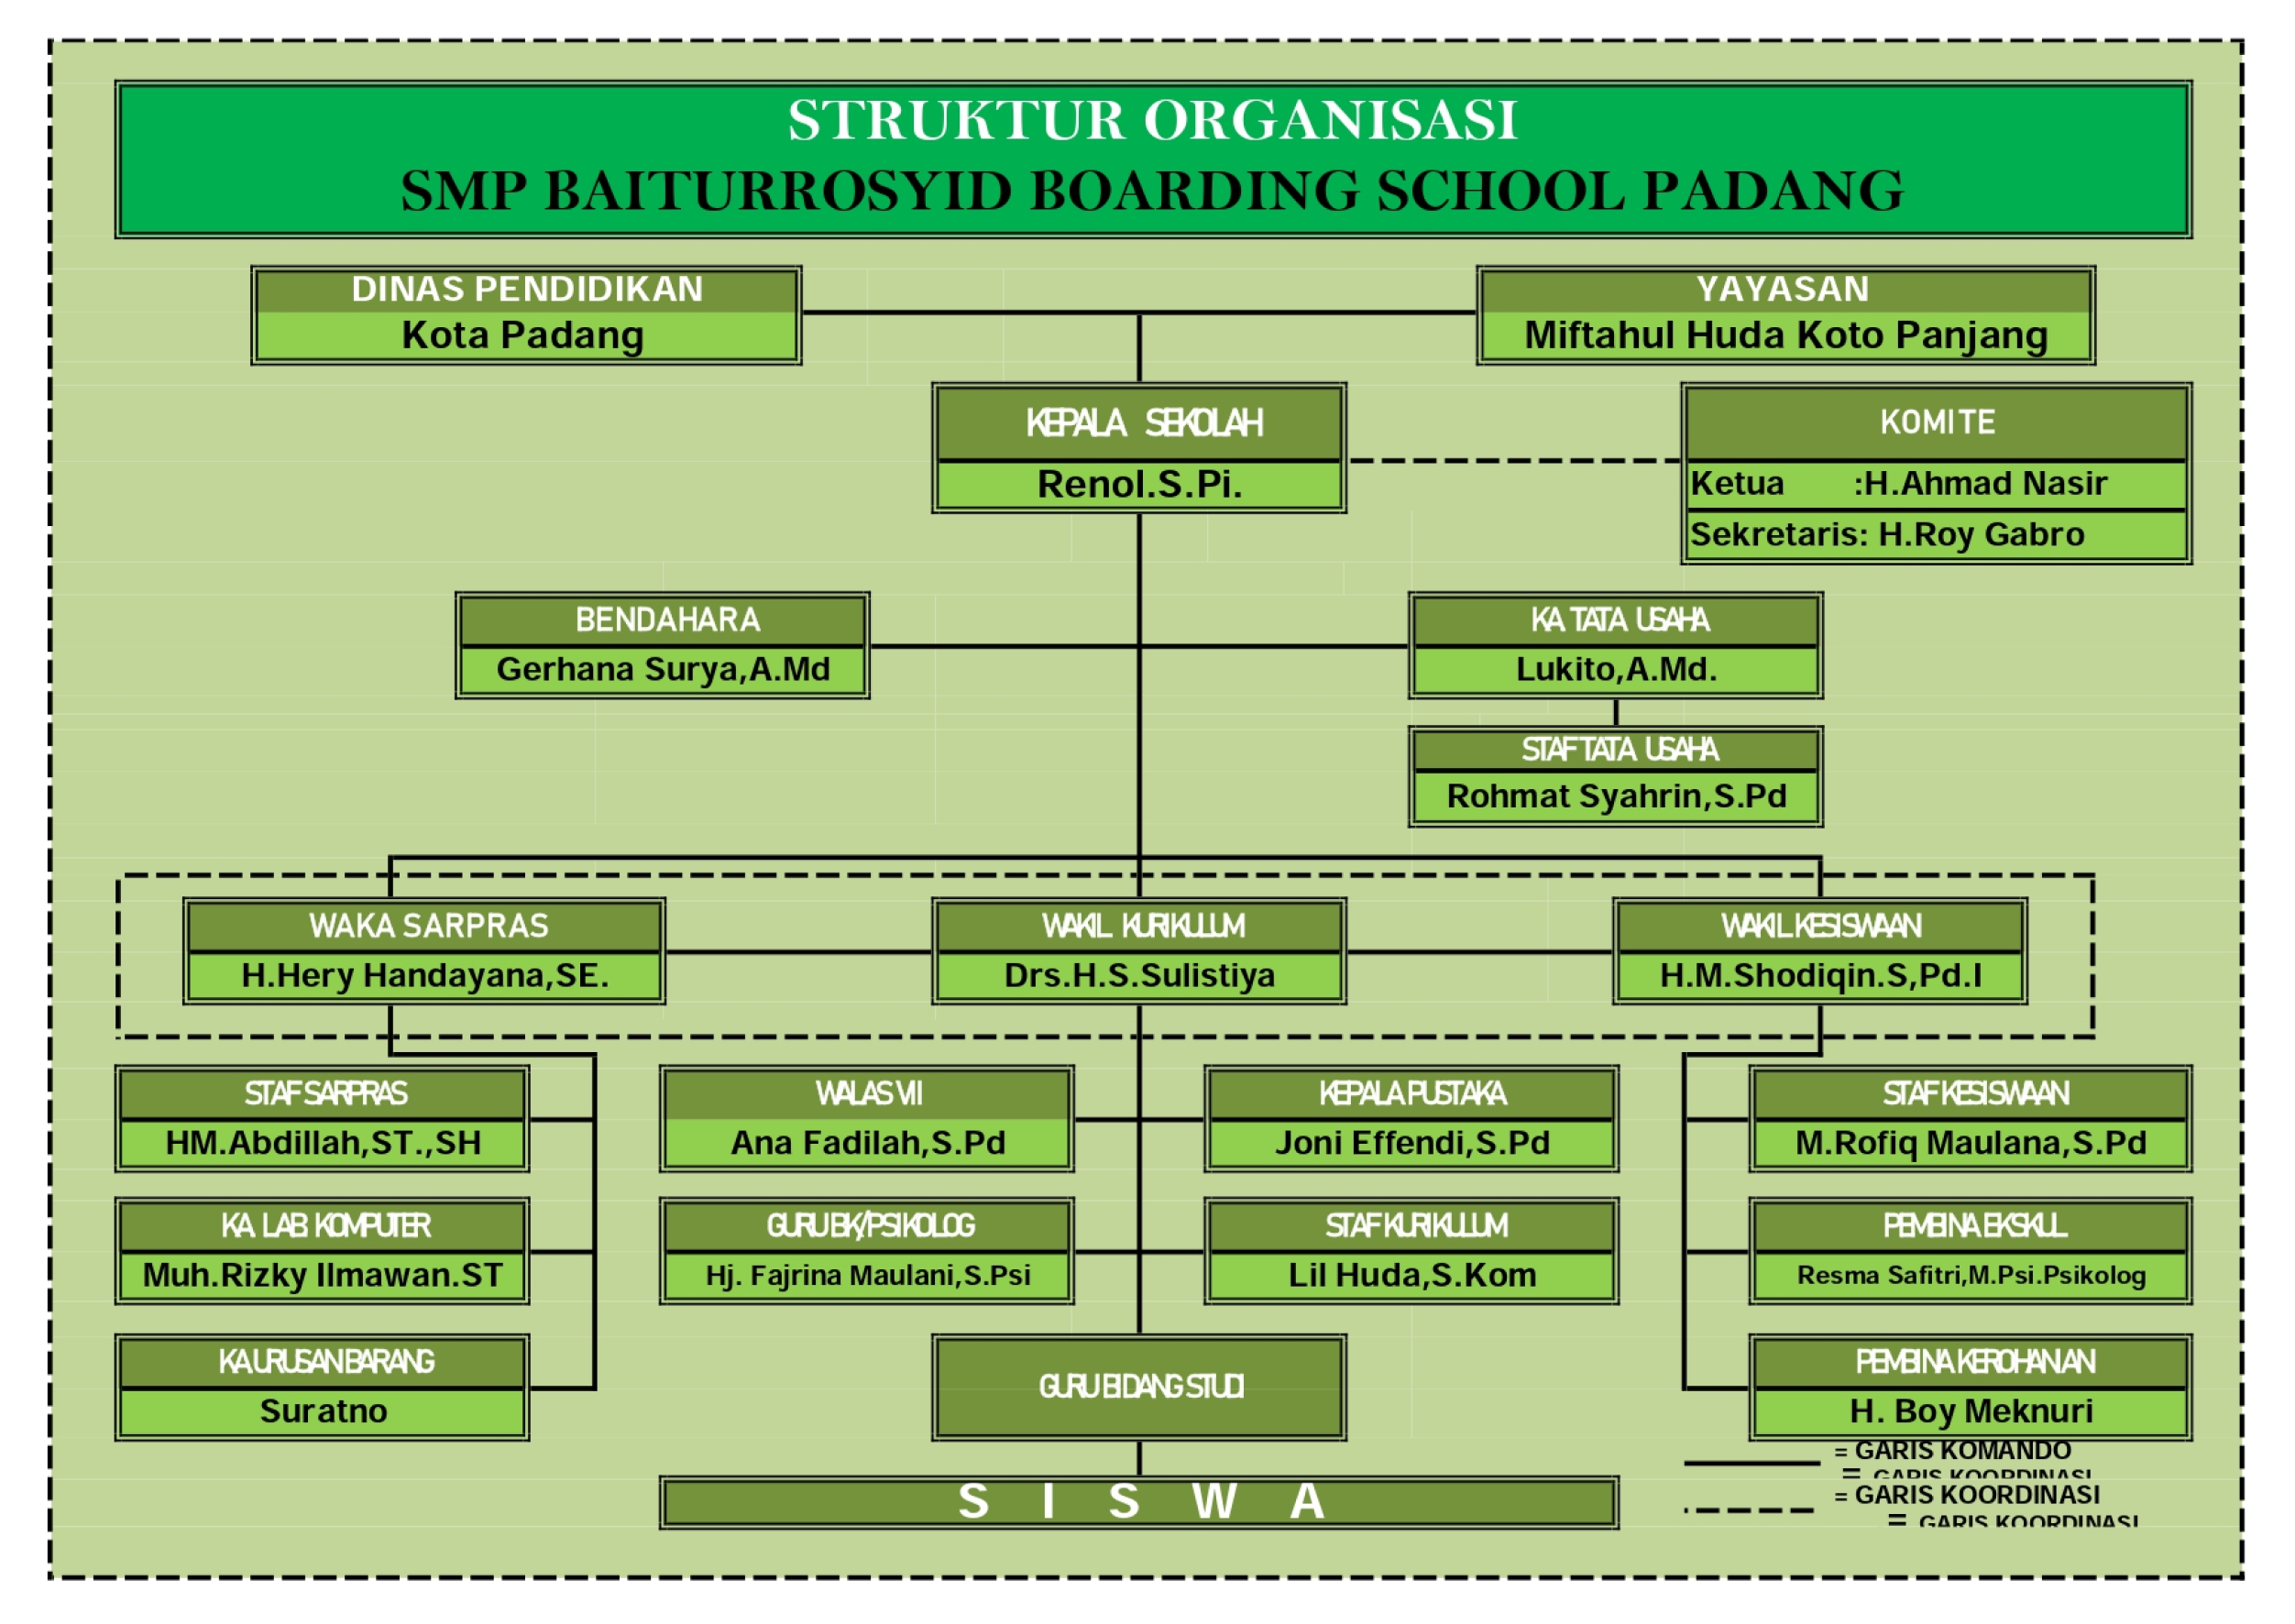 STRUKTUR ORGANISASI
SMP BAITURROSYID BOARDING SCHOOL PADANG
DINAS PENDIDIKAN
Kota Padang
YAYASAN
Miftahul Huda Koto Panjang
KEPALA SEKOLAH
Renol.S.Pi.
KOMITE
Ketua :H.Ahmad Nasir
Sekretaris: H.Roy Gabro
BENDAHARA
Gerhana Surya,A.Md
KA TATA USAHA
Lukito,A.Md.
STAF TATA USAHA
Rohmat Syahrin,S.Pd
WAKA SARPRAS
H.Hery Handayana,SE.
WAKIL KURIKULUM
Drs.H.S.Sulistiya
WAKIL KESISWAAN
H.M.Shodiqin.S,Pd.I
STAF SARPRAS
HM.Abdillah,ST.,SH
WALAS VII
Ana Fadilah,S.Pd
KEPALA PUSTAKA
Joni Effendi,S.Pd
STAF KESISWAAN
M.Rofiq Maulana,S.Pd
KA LAB KOMPUTER
Muh.Rizky Ilmawan.ST
GURU BK/PSIKOLOG
Hj. Fajrina Maulani,S.Psi
STAF KURIKULUM
Lil Huda,S.Kom
PEMBINA EKSKUL
Resma Safitri,M.Psi.Psikolog
KA URUSAN BARANG
Suratno
GURU BIDANG STUDI
PEMBINA KEROHANAN
H. Boy Meknuri
S I S W A
= GARIS KOMANDO
= GARIS KOORDINASI
= GARIS KOORDINASI
= GARIS KOORDINASI